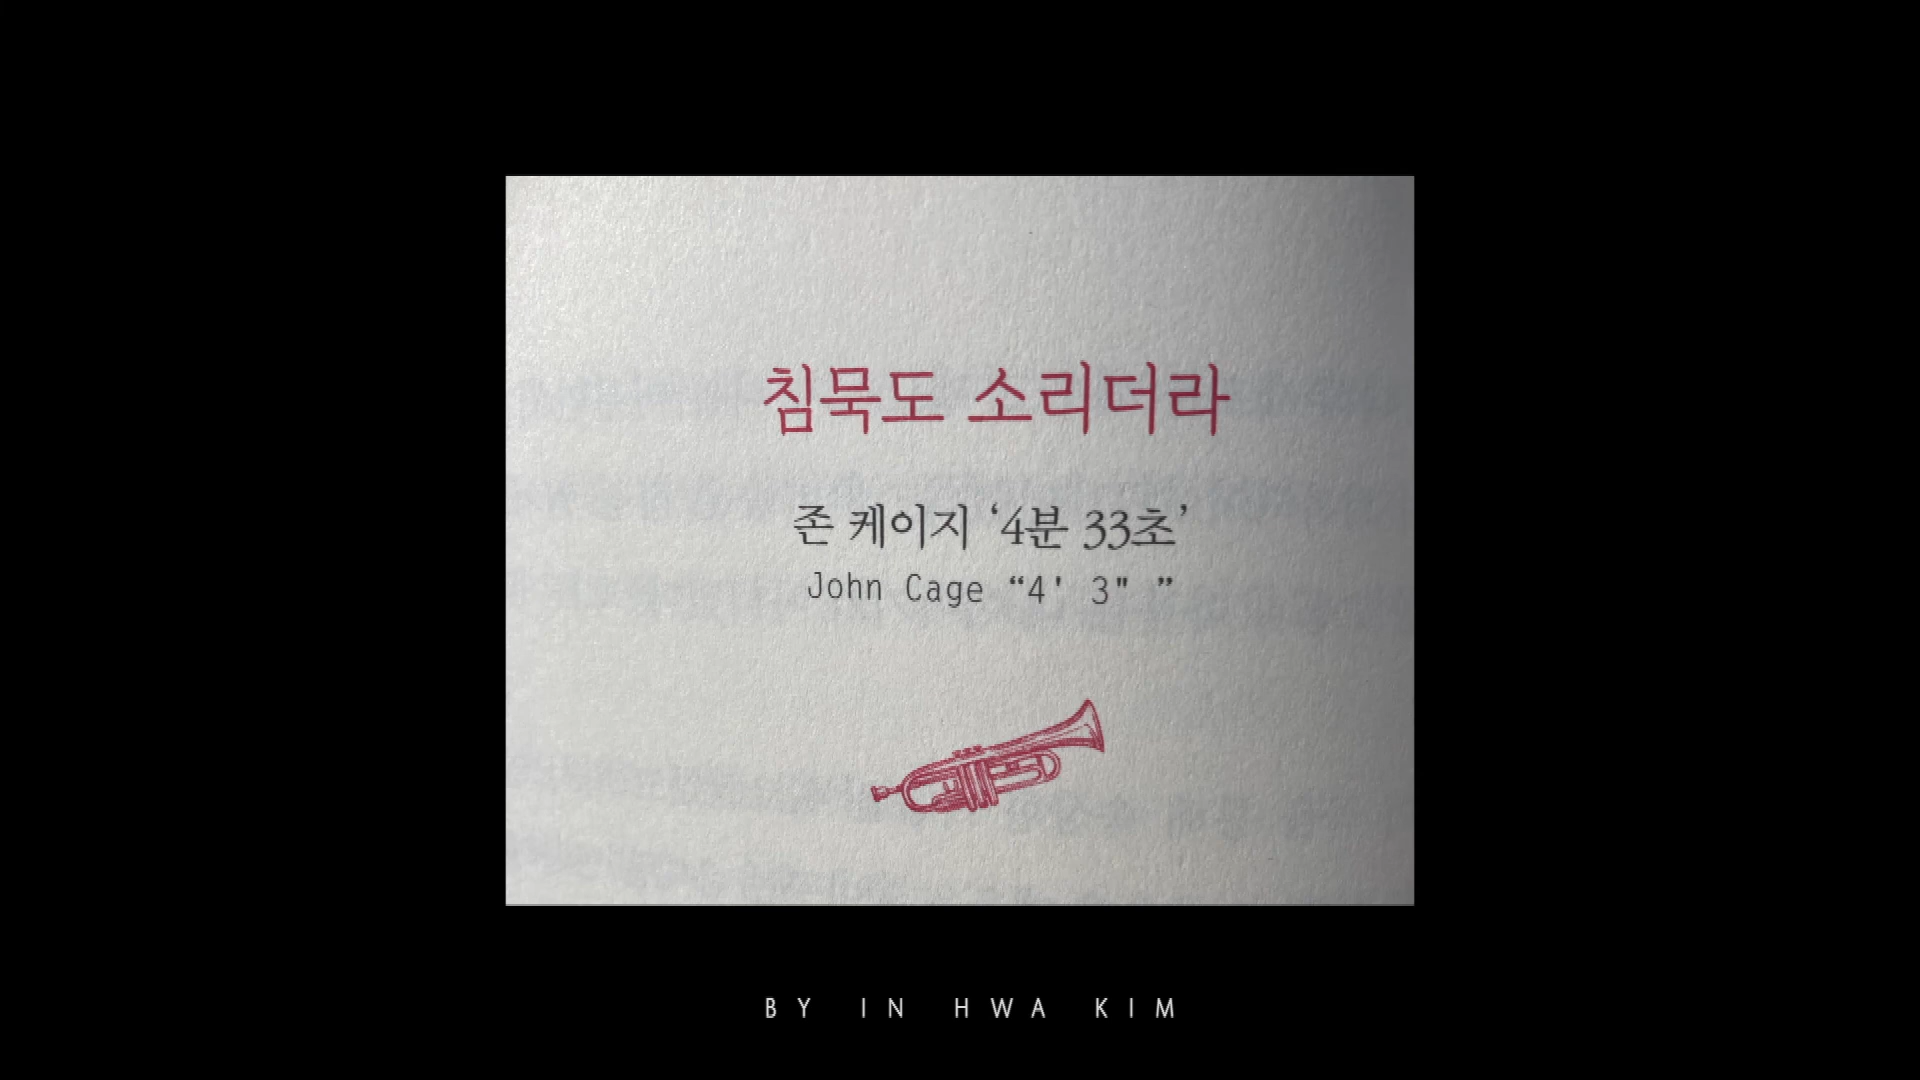 침묵도 소리더라
존 케이지 ‘4분 33초’
John Cage “4' 3" ”
BY IN HWA KIM